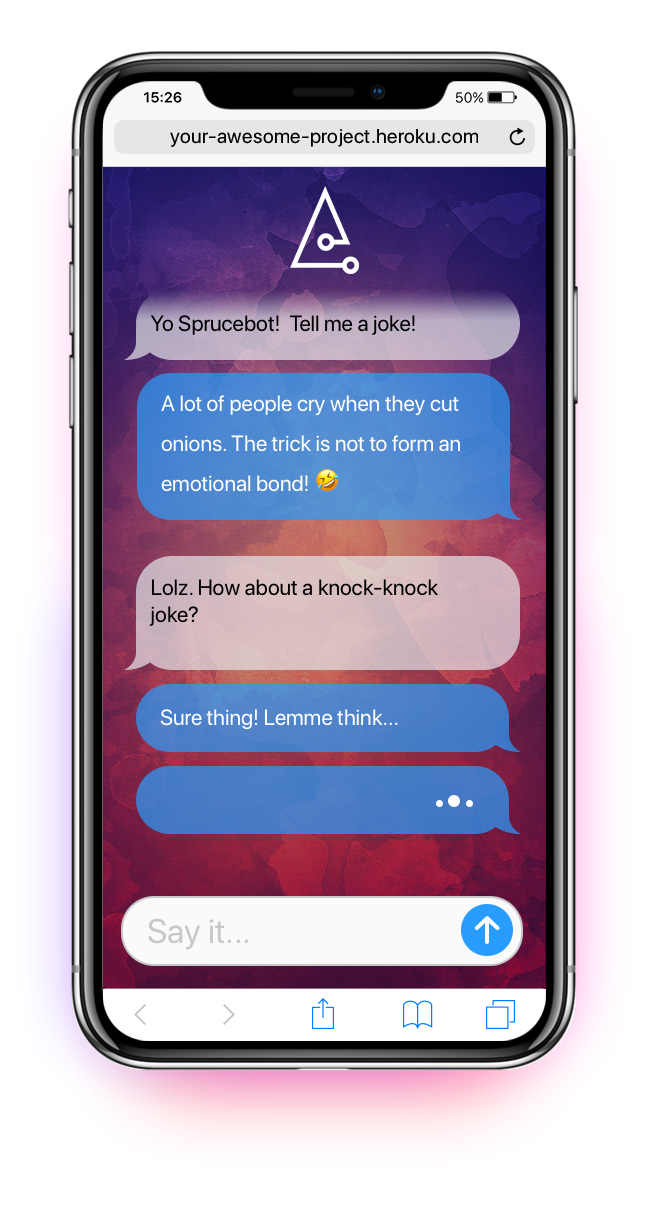 15:26
50%
your-awesome-project.heroku.com
Yo Sprucebot!  Tell me a joke!
A lot of people cry when they cut
onions. The trick is not to form an
emotional bond! 🤣
Lolz. How about a knock-knock
joke?
Sure thing! Lemme think...
Say it...